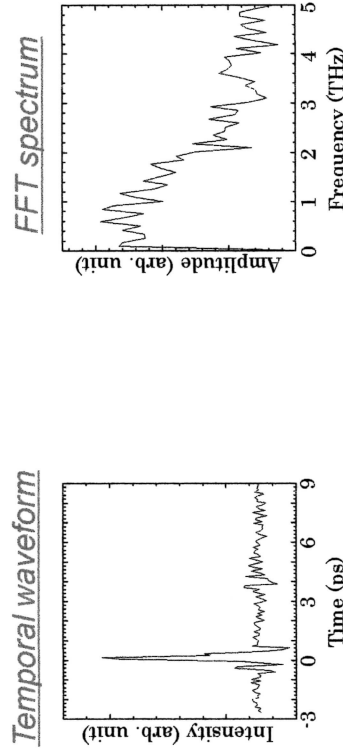 Temporal waveform
Intensity (arb. unit)
-3
0
3
6
9
Time (ps)
FFT spectrum
Amplitude (arb. unit)
0
1
2
3
4
5
Frequency (THz)